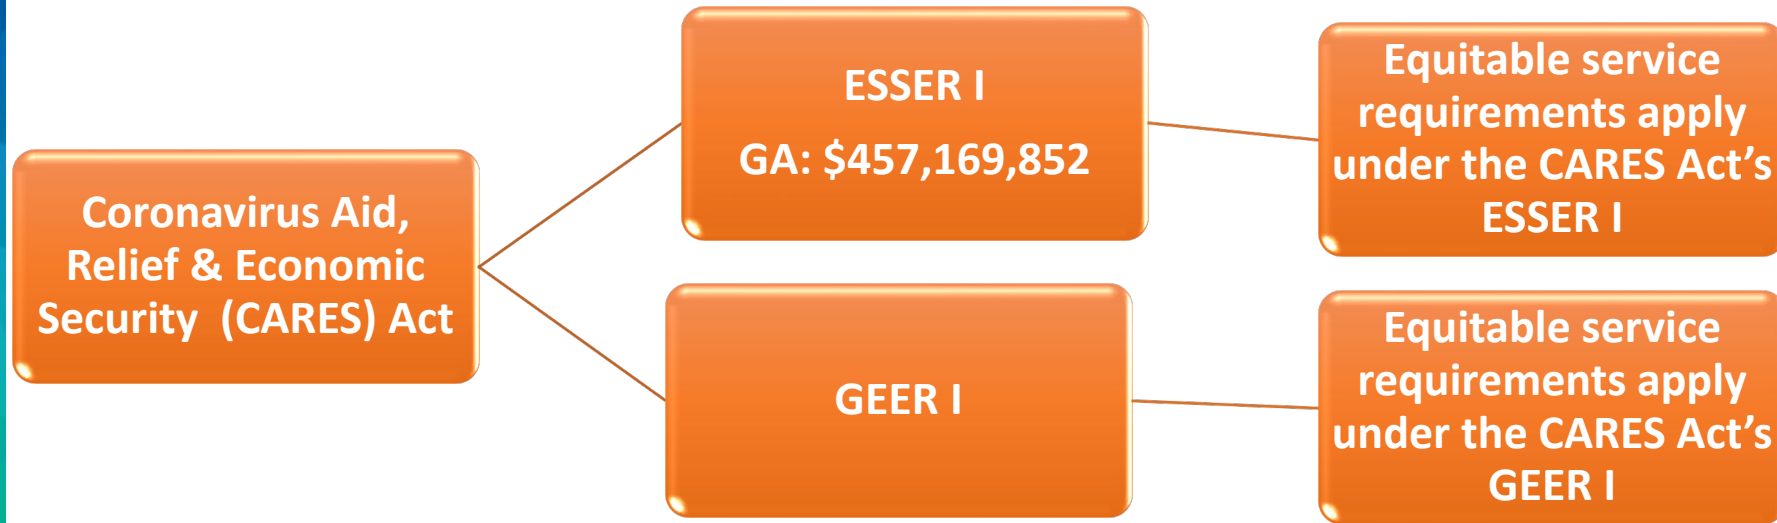 Coronavirus Aid,
Relief & Economic
Security (CARES) Act
ESSER I
GA: $457,169,852
Equitable service
requirements apply
under the CARES Act’s
ESSER I
GEER I
Equitable service
requirements apply
under the CARES Act’s
GEER I